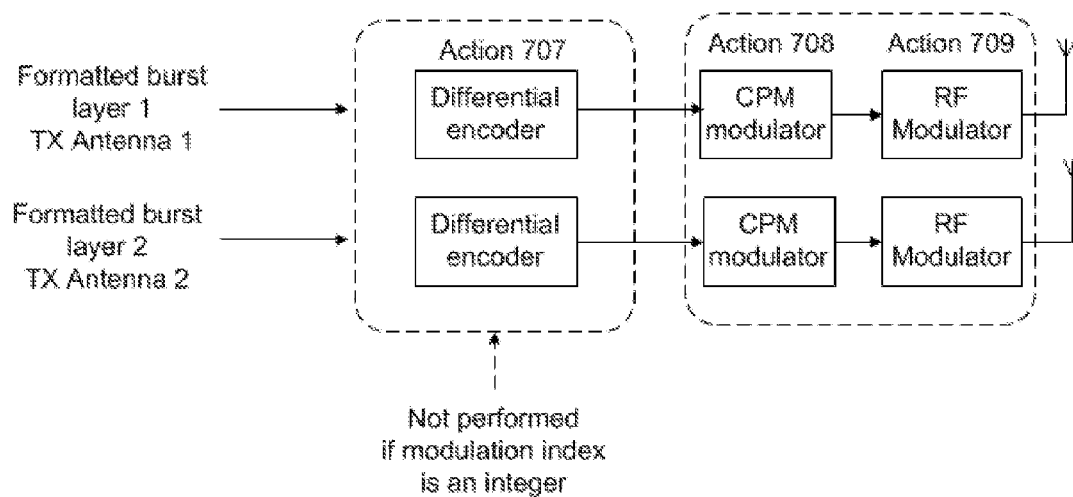 Action 707
Action 708
Action 709
Formatted burst
layer 1
TX Antenna 1
Differential
encoder
CPM
modulator
RF
Modulator
Formatted burst
layer 2
TX Antenna 2
Differential
encoder
CPM
modulator
RF
Modulator
Not performed
if modulation index
is an integer